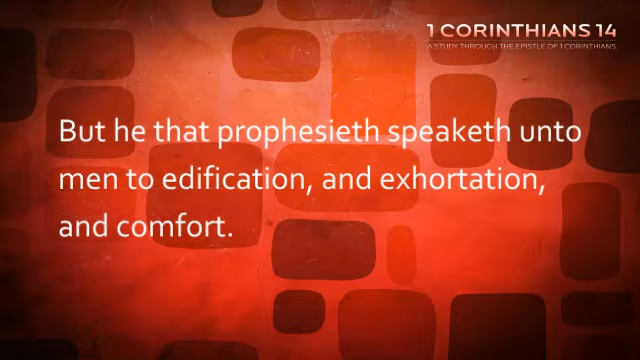 1 CORINTHIANS 14
A STUDY THROUGH THE EPISTLE OF 1 CORINTHIANS
But he that prophesieth speaketh unto
men to edification, and exhortation,
and comfort.